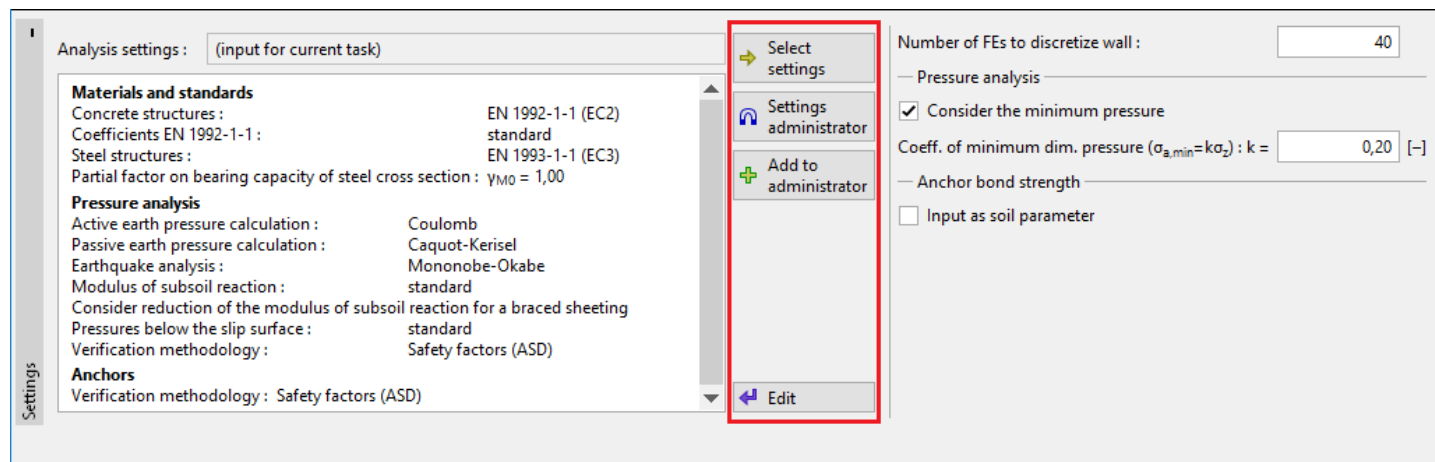 Analysis settings : (input for current task)
Materials and standards
Concrete structures : EN 1992-1-1 (EC2)
Coefficients EN 1992-1-1 : standard
Steel structures : EN 1993-1-1 (EC3)
Partial factor on bearing capacity of steel cross section : γM0 = 1,00
Pressure analysis
Active earth pressure calculation : Coulomb
Passive earth pressure calculation : Caquot-Kerisel
Earthquake analysis : Mononobe-Okabe
Modulus of subsoil reaction : standard
Consider reduction of the modulus of subsoil reaction for a braced sheeting
Pressures below the slip surface : standard
Verification methodology : Safety factors (ASD)
Anchors
Verification methodology : Safety factors (ASD)
Settings
Select
settings
Settings
administrator
Add to
administrator
Edit
Number of FEs to discretize wall : 40
Pressure analysis
Consider the minimum pressure
Coeff. of minimum dim. pressure (σa,min=kσz) : k = 0,20 [–]
Anchor bond strength
Input as soil parameter